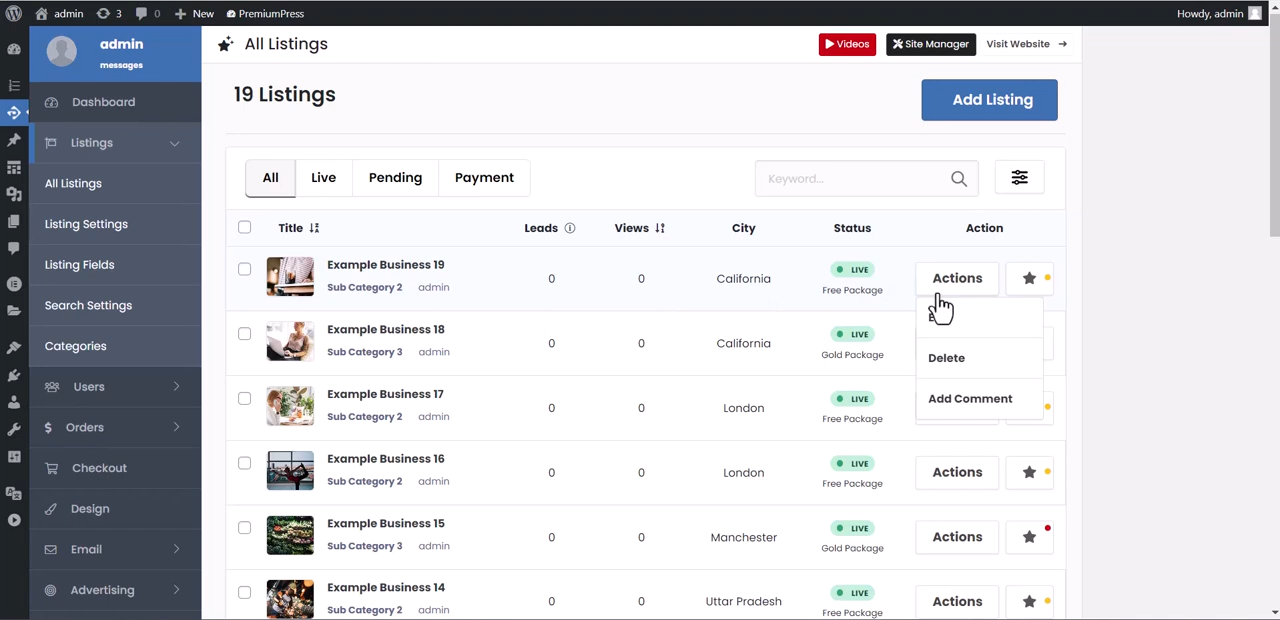 admin 3 0 New PremiumPress Howdy, admin
admin
messages
Dashboard
Listings
All Listings
Listing Settings
Listing Fields
Search Settings
Categories
Users
Orders
Checkout
Design
Email
Advertising
All Listings Videos Site Manager Visit Website
19 Listings Add Listing
All Live Pending Payment Keyword...
Title Leads Views City Status Action
Example Business 19
Sub Category 2 admin 0 0 California LIVE Free Package Actions
Delete
Add Comment
Example Business 18
Sub Category 3 admin 0 0 California LIVE Gold Package
Example Business 17
Sub Category 2 admin 0 0 London LIVE Free Package
Example Business 16
Sub Category 2 admin 0 0 London LIVE Free Package Actions
Example Business 15
Sub Category 3 admin 0 0 Manchester LIVE Gold Package Actions
Example Business 14
Sub Category 2 admin 0 0 Uttar Pradesh LIVE Free Package Actions